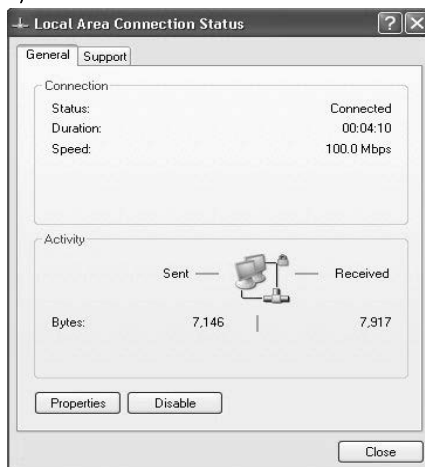 Local Area Connection Status
General Support
Connection
Status: Connected
Duration: 00:04:10
Speed: 100.0 Mbps
Activity
Sent Received
Bytes: 7,146 7,917
Properties Disable
Close